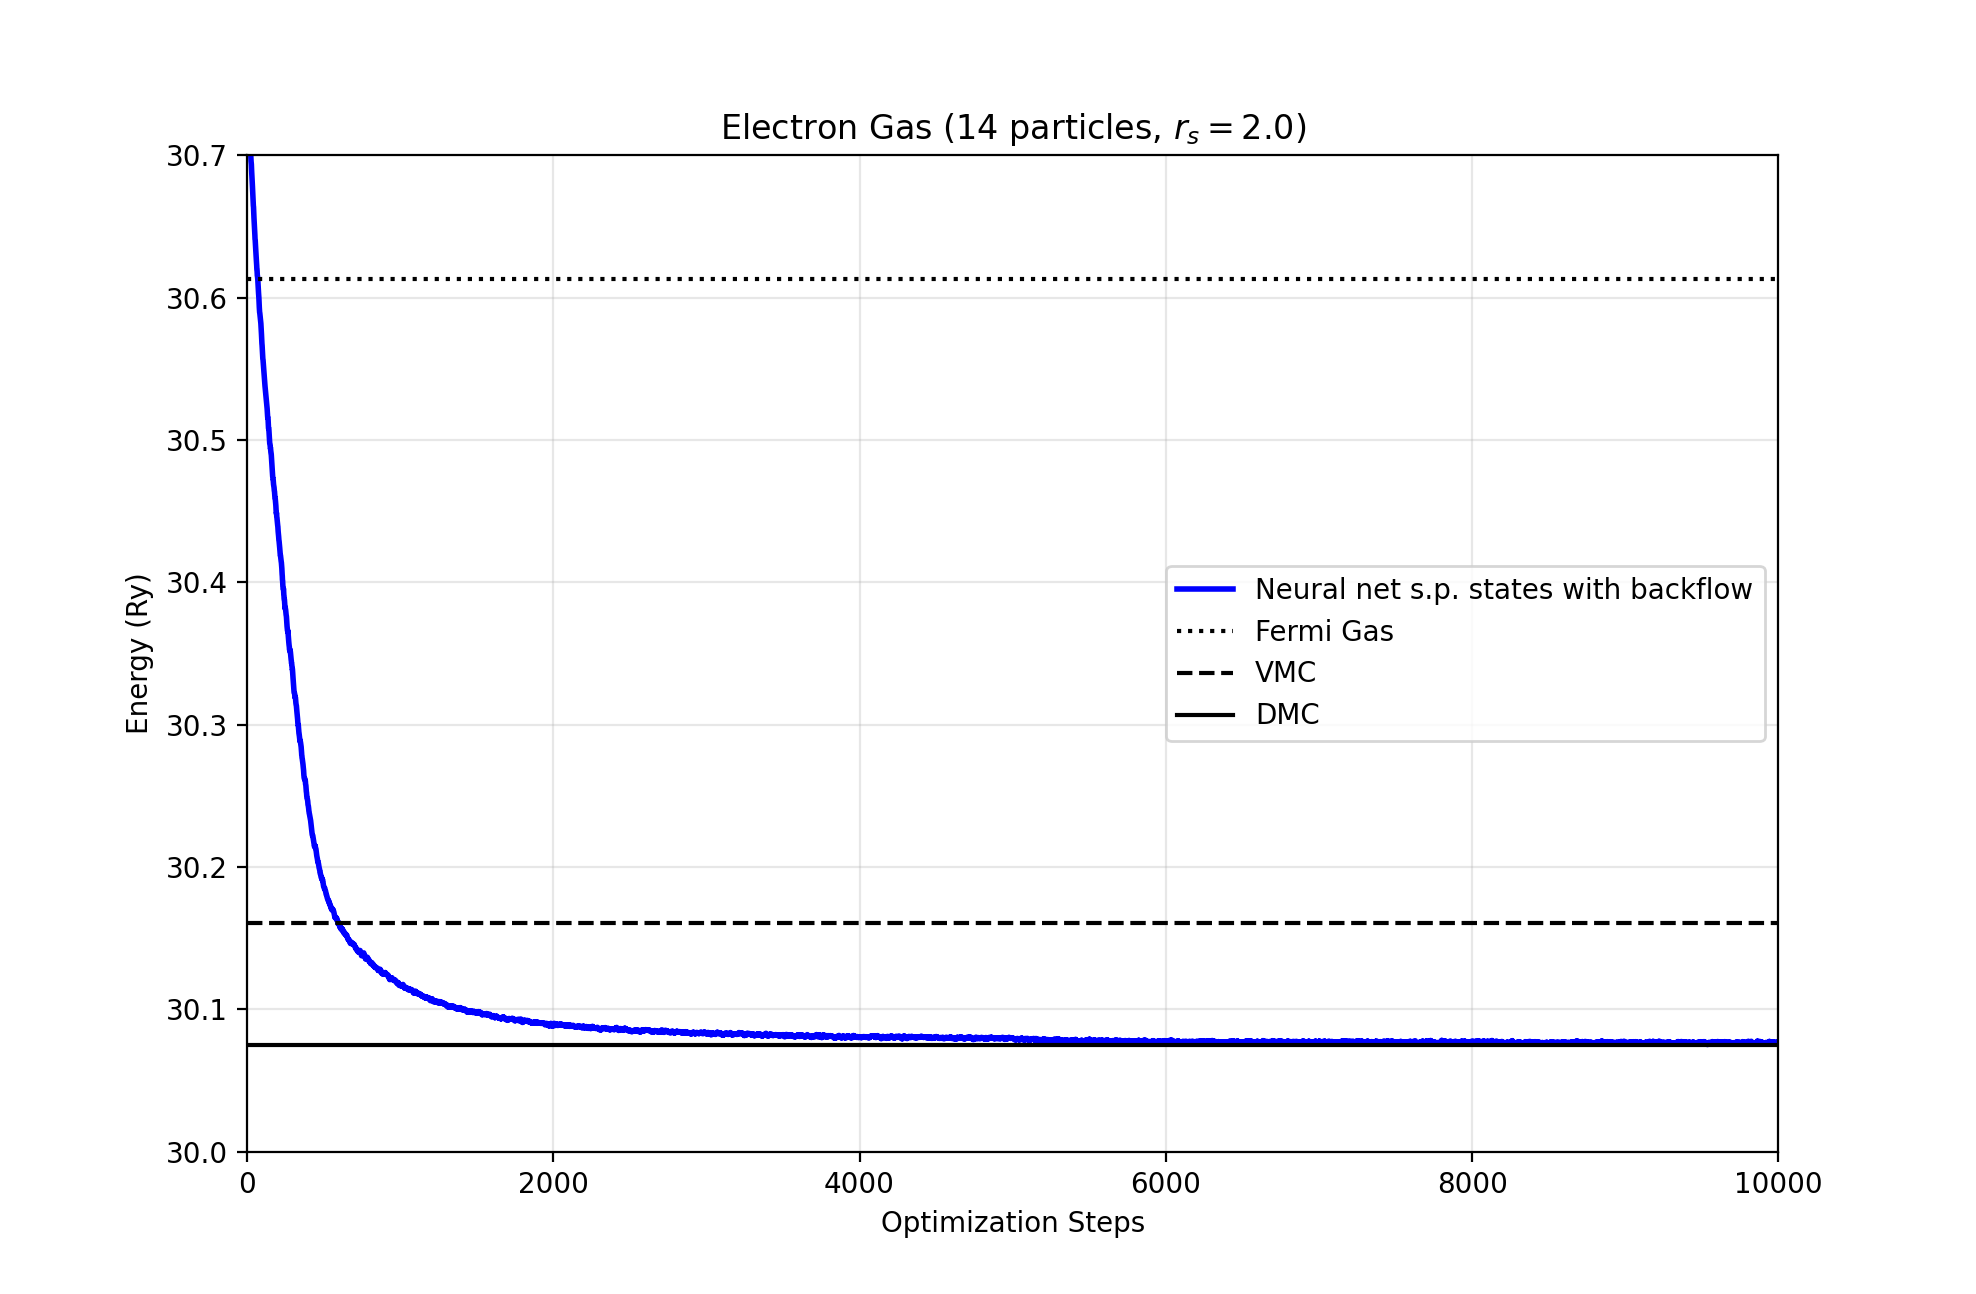 Electron Gas (14 particles, r_s = 2.0)
Energy (Ry)
30.7
30.6
30.5
30.4
30.3
30.2
30.1
30.0
Neural net s.p. states with backflow
Fermi Gas
VMC
DMC
0 2000 4000 6000 8000 10000
Optimization Steps